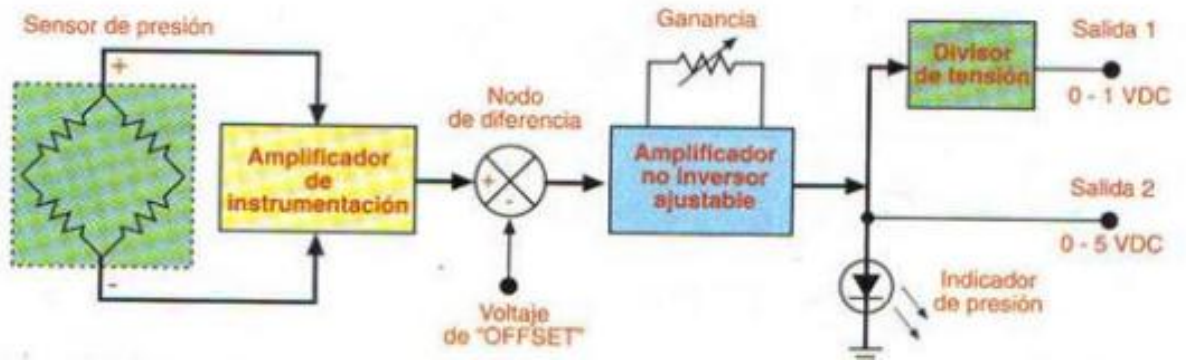 Sensor de presión
+
-
Amplificador
de
instrumentación
Nodo
de diferencia
+
-
Voltaje
de "OFFSET"
Ganancia
Amplificador
no inversor
ajustable
Divisor
de tensión
Salida 1
0 - 1 VDC
Salida 2
0 - 5 VDC
Indicador
de presión